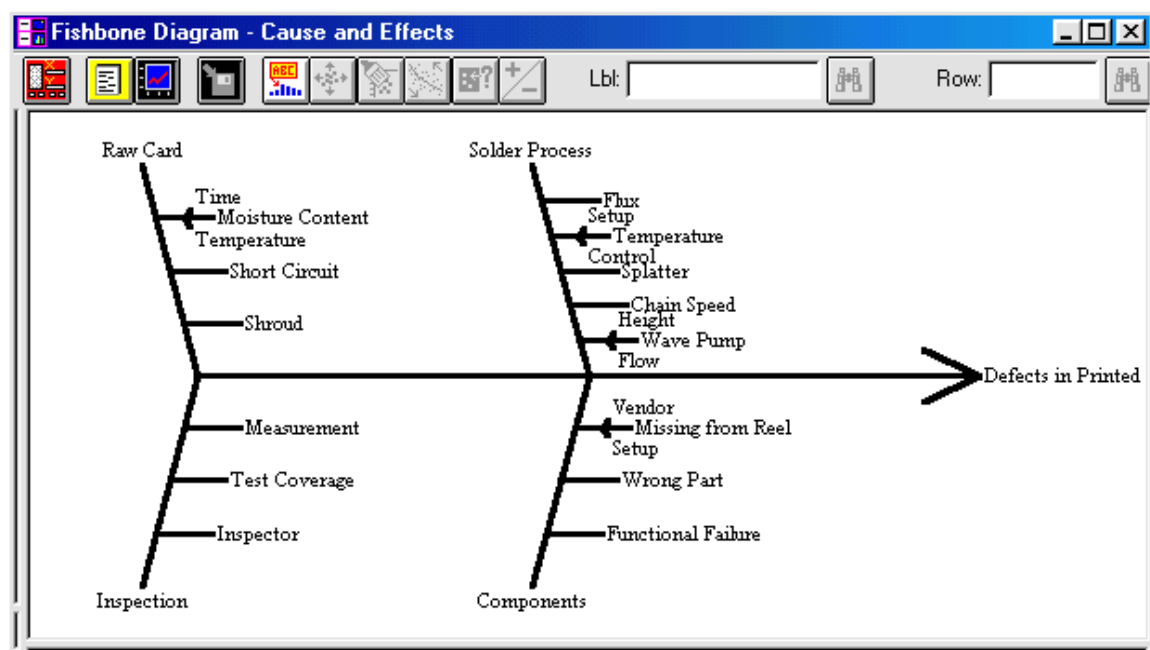 Fishbone Diagram - Cause and Effects
ABC
Lbl:
Row:
Raw Card
Time
Moisture Content
Temperature
Short Circuit
Shroud
Solder Process
Flux
Setup
Temperature
Control
Splatter
Chain Speed
Height
Wave Pump
Flow
Defects in Printed
Measurement
Test Coverage
Inspector
Inspection
Vendor
Missing from Reel
Setup
Wrong Part
Functional Failure
Components